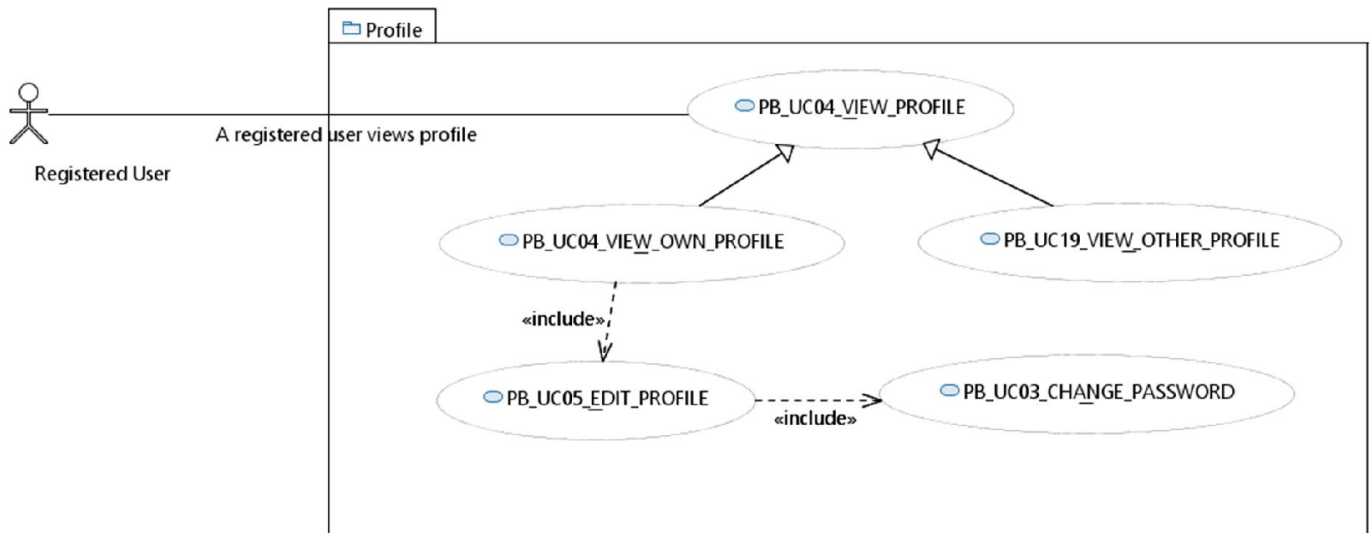 Profile
PB_UC04_VIEW_PROFILE
A registered user views profile
Registered User
PB_UC04_VIEW_OWN_PROFILE
PB_UC19_VIEW_OTHER_PROFILE
«include»
PB_UC05_EDIT_PROFILE
PB_UC03_CHANGE_PASSWORD
«include»